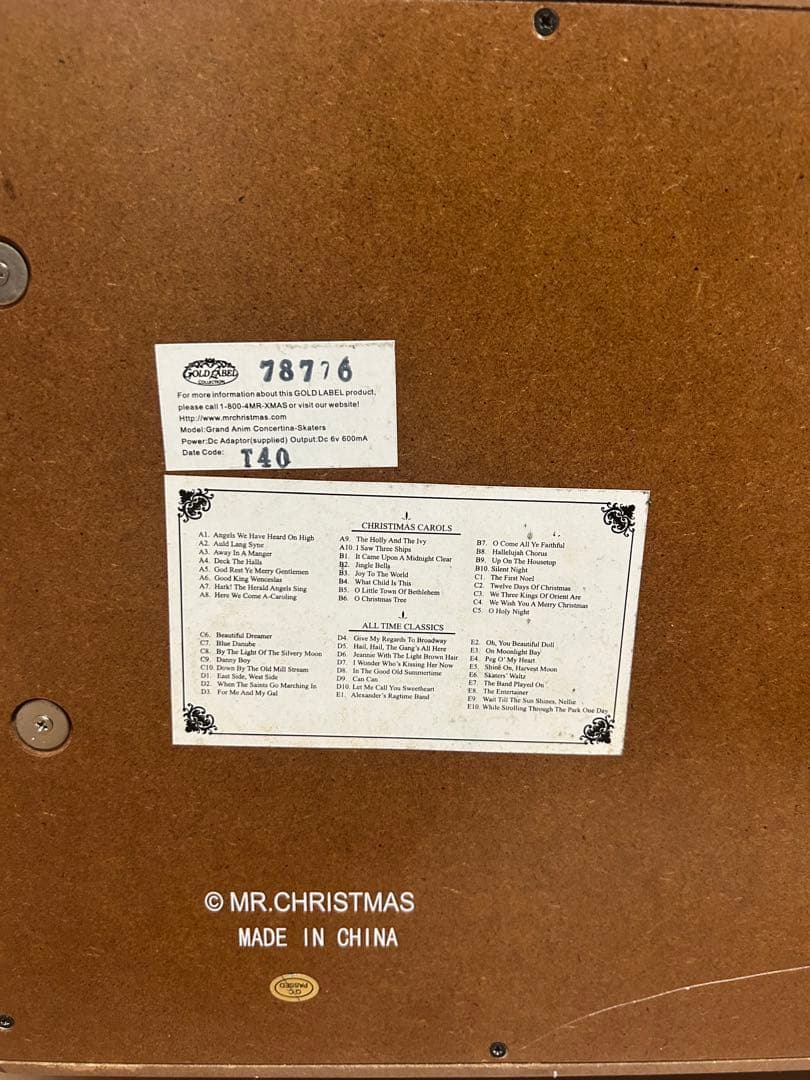 GOLD LABEL
COLLECTION
78776
For more information about this GOLD LABEL product,
please call 1-800-4MR-XMAS or visit our website!
Http://www.mrchristmas.com
Model:Grand Anim Concertina-Skaters
Power:Dc Adaptor(supplied) Output:Dc 6v 600mA
Date Code: T40
CHRISTMAS CAROLS
A1. Angels We Have Heard On High
A2. Auld Lang Syne
A3. Away In A Manger
A4. Deck The Halls
A5. God Rest Ye Merry Gentlemen
A6. Good King Wenceslas
A7. Hark! The Herald Angels Sing
A8. Here We Come A-Caroling
A9. The Holly And The Ivy
A10. I Saw Three Ships
B1. It Came Upon A Midnight Clear
B2. Jingle Bells
B3. Joy To The World
B4. What Child Is This
B5. O Little Town Of Bethlehem
B6. O Christmas Tree
B7. O Come All Ye Faithful
B8. Hallelujah Chorus
B9. Up On The Housetop
B10. Silent Night
C1. The First Noel
C2. Twelve Days Of Christmas
C3. We Three Kings Of Orient Are
C4. We Wish You A Merry Christmas
C5. O Holy Night
ALL TIME CLASSICS
C6. Beautiful Dreamer
C7. Blue Danube
C8. By The Light Of The Silvery Moon
C9. Danny Boy
C10. Down By The Old Mill Stream
D1. East Side, West Side
D2. When The Saints Go Marching In
D3. For Me And My Gal
D4. Give My Regards To Broadway
D5. Hail, Hail, The Gang's All Here
D6. Jeannie With The Light Brown Hair
D7. I Wonder Who's Kissing Her Now
D8. In The Good Old Summertime
D9. Can Can
D10. Let Me Call You Sweetheart
E1. Alexander's Ragtime Band
E2. Oh, You Beautiful Doll
E3. On Moonlight Bay
E4. Peg O' My Heart
E5. Shine On, Harvest Moon
E6. Skaters' Waltz
E7. The Band Played On
E8. The Entertainer
E9. Wait Till The Sun Shines, Nellie
E10. While Strolling Through The Park One Day
© MR.CHRISTMAS
MADE IN CHINA
QC
PASSED